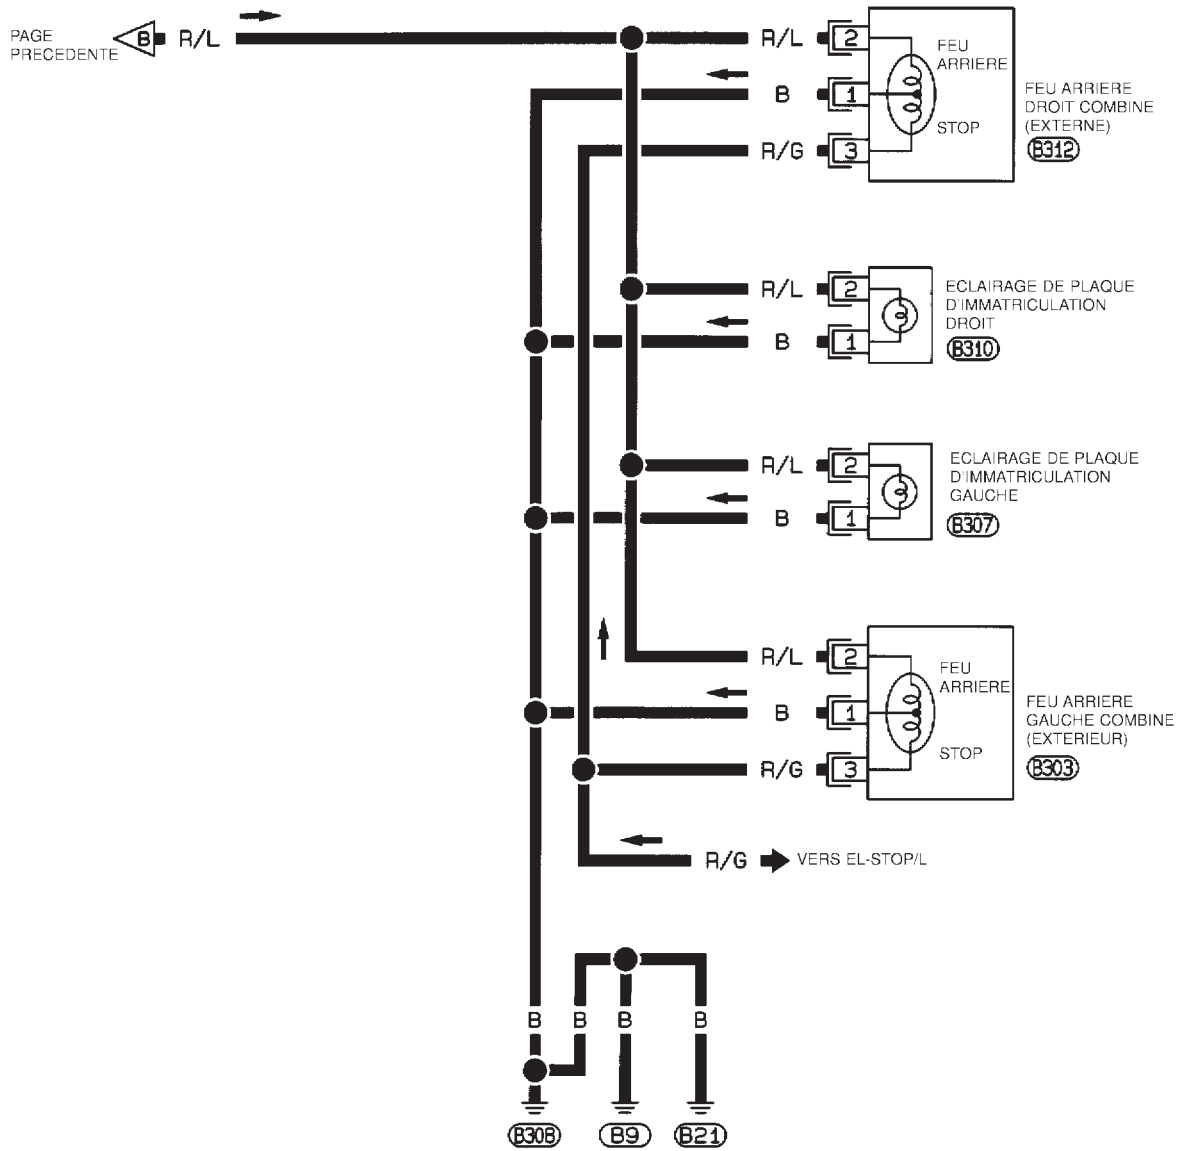 PAGE
PRECEDENTE
B
R/L
R/L
2
FEU
ARRIERE
B
1
STOP
R/G
3
FEU ARRIERE
DROIT COMBINE
(EXTERNE)
B312
R/L
2
B
1
ECLAIRAGE DE PLAQUE
D'IMMATRICULATION
DROIT
B310
R/L
2
B
1
ECLAIRAGE DE PLAQUE
D'IMMATRICULATION
GAUCHE
B307
R/L
2
FEU
ARRIERE
B
1
STOP
R/G
3
FEU ARRIERE
GAUCHE COMBINE
(EXTERIEUR)
B303
R/G
VERS EL-STOP/L
B
B
B
B
B308
B9
B21